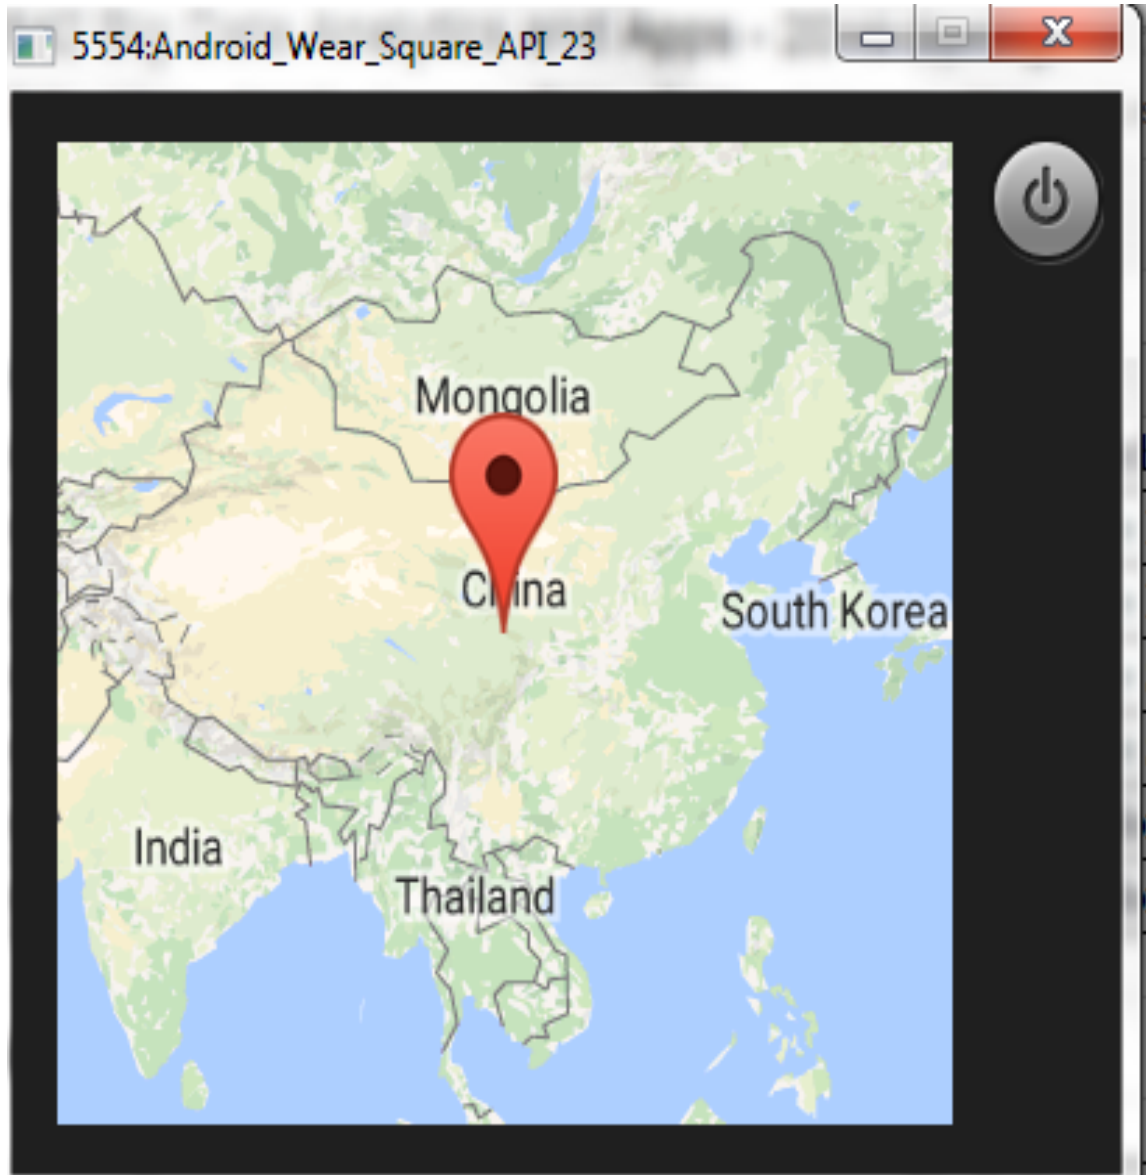 5554:Android_Wear_Square_API_23
Mongolia
China
South Korea
India
Thailand